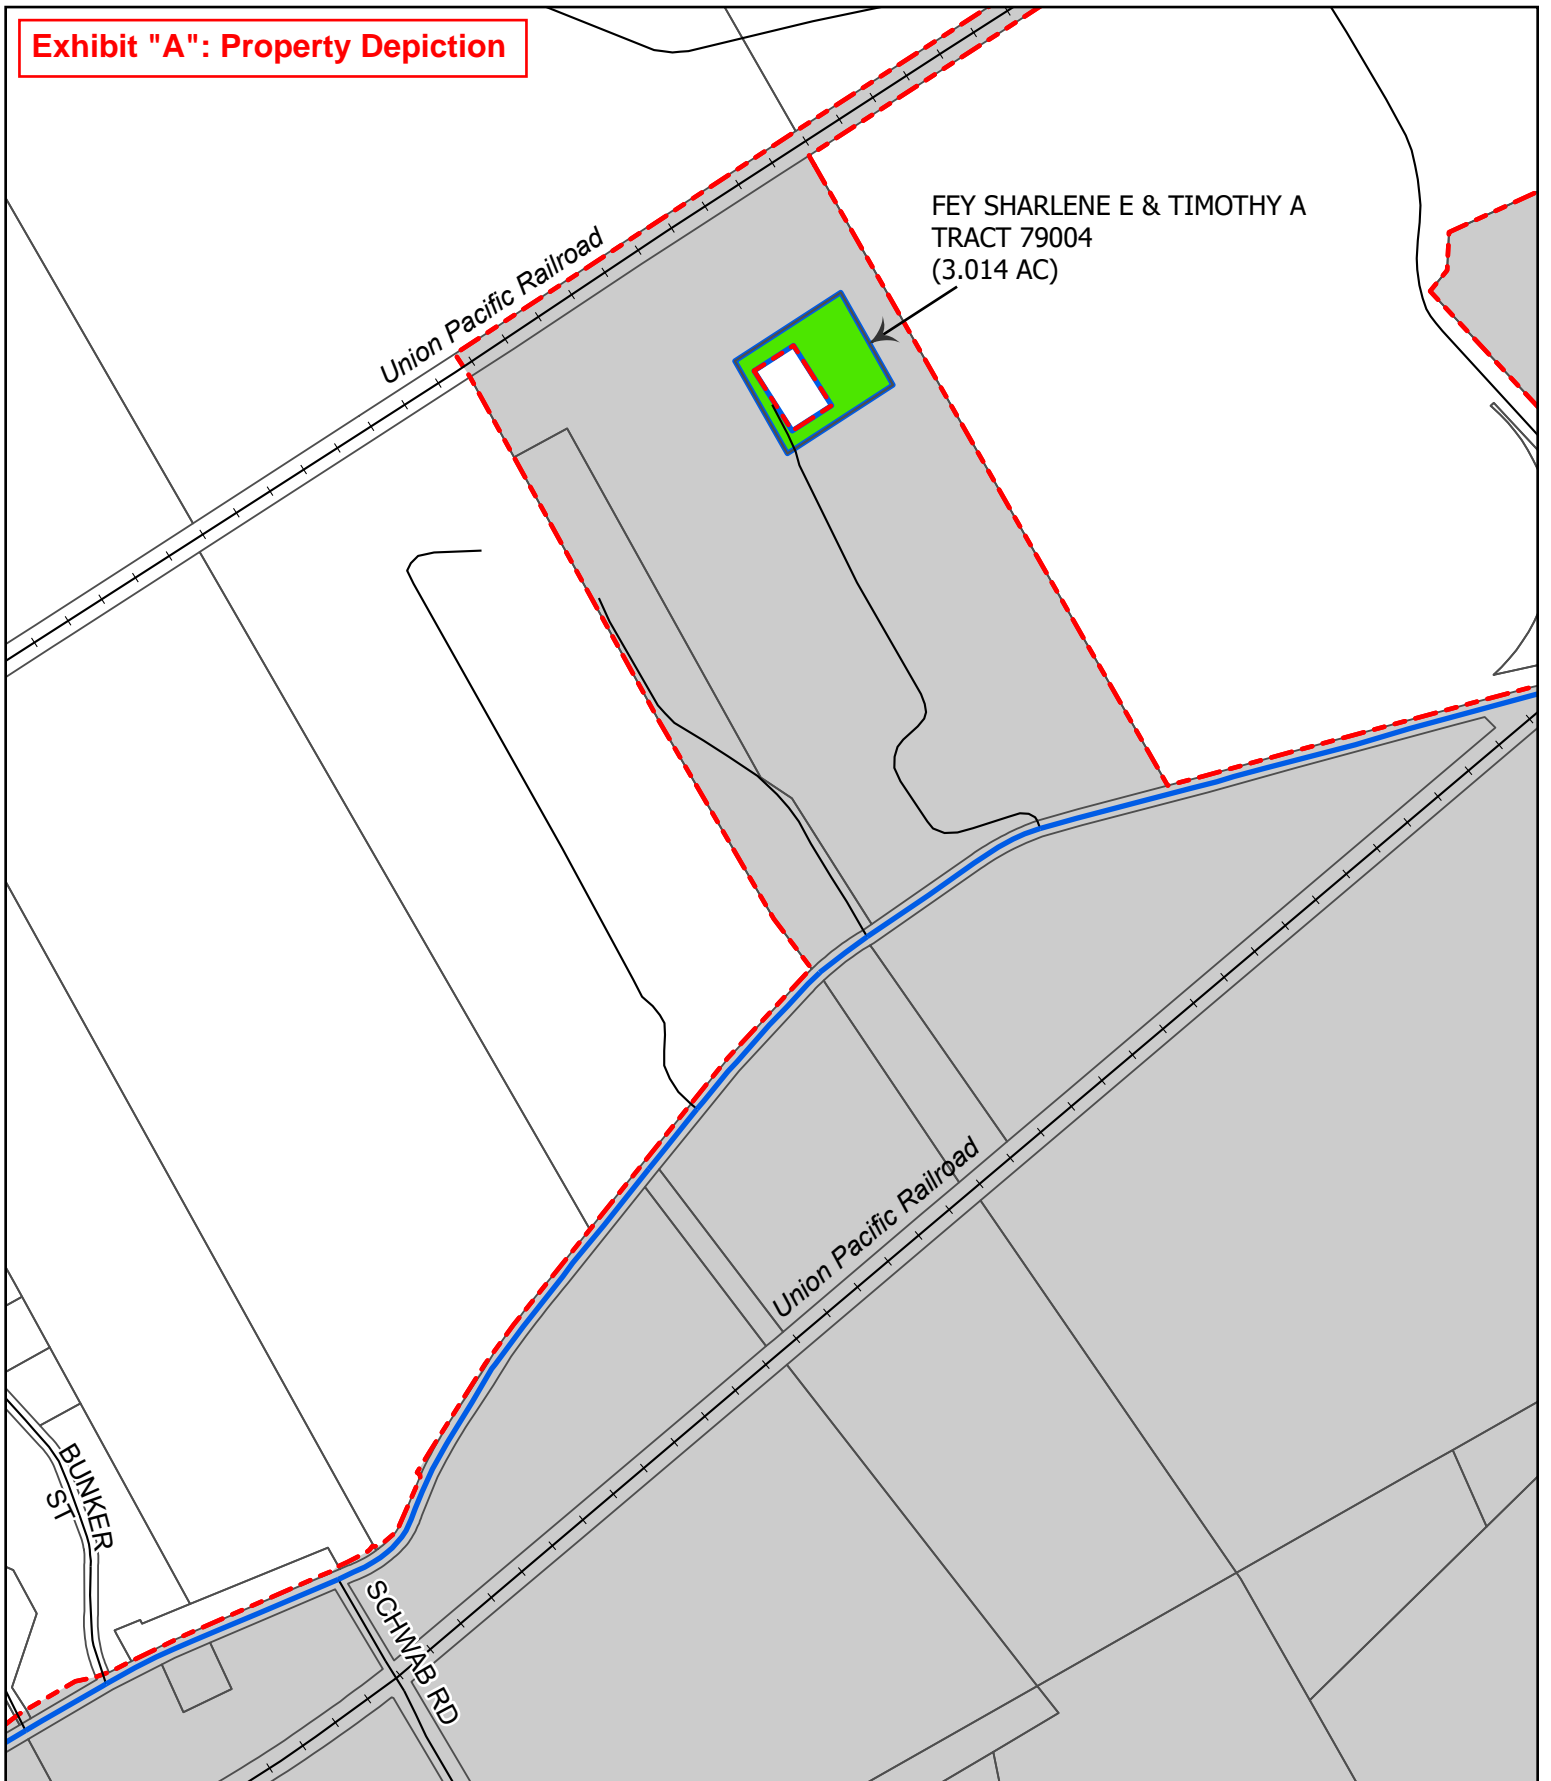 Exhibit "A": Property Depiction
FEY SHARLENE E & TIMOTHY A
TRACT 79004
(3.014 AC)
Union Pacific Railroad
Union Pacific Railroad
BUNKER
ST
SCHWAB RD